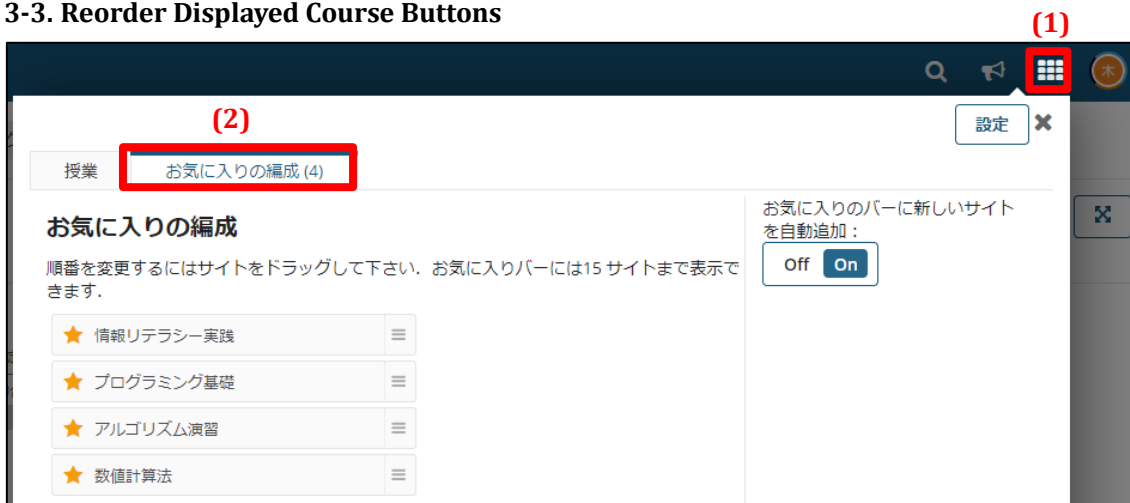 3-3. Reorder Displayed Course Buttons
(1)
木
(2)
設定
授業
お気に入りの編成 (4)
お気に入りの編成
順番を変更するにはサイトをドラッグして下さい．お気に入りバーには15 サイトまで表示で
きます．
お気に入りのバーに新しいサイト
を自動追加：
Off On
情報リテラシー実践
プログラミング基礎
アルゴリズム演習
数値計算法